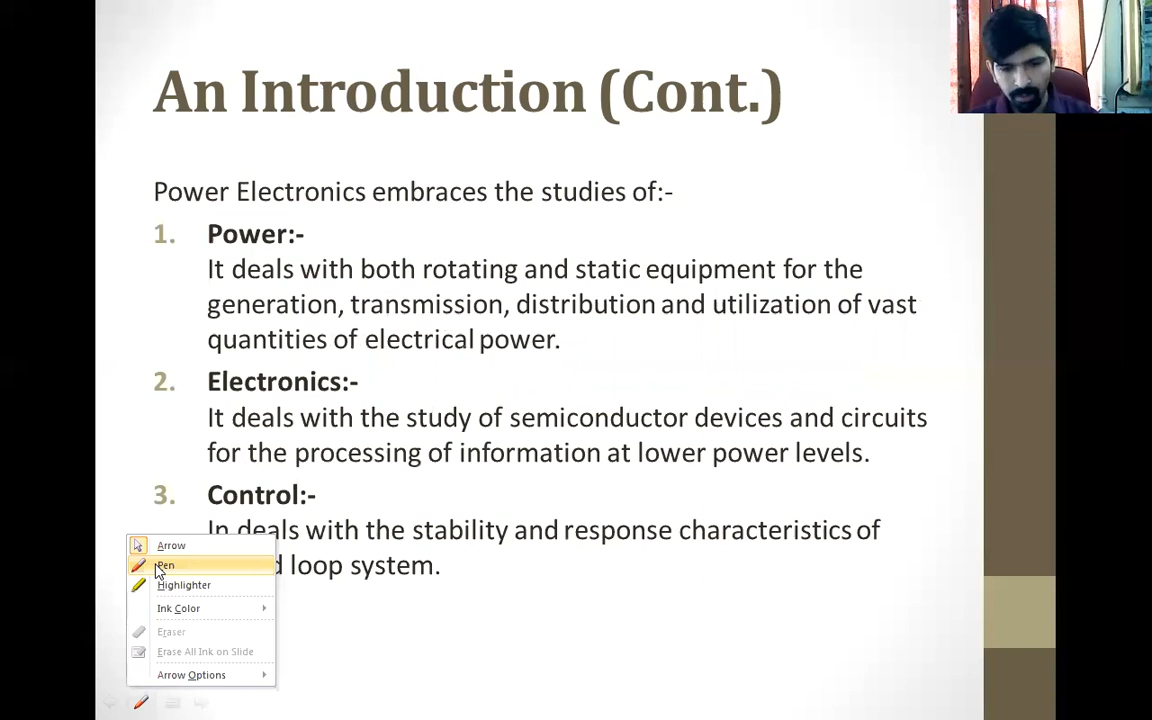 An Introduction (Cont.)
Power Electronics embraces the studies of:-
1. Power:-
It deals with both rotating and static equipment for the
generation, transmission, distribution and utilization of vast
quantities of electrical power.
2. Electronics:-
It deals with the study of semiconductor devices and circuits
for the processing of information at lower power levels.
3. Control:-
In deals with the stability and response characteristics of
loop system.
Arrow
Pen
Highlighter
Ink Color
Eraser
Erase All Ink on Slide
Arrow Options